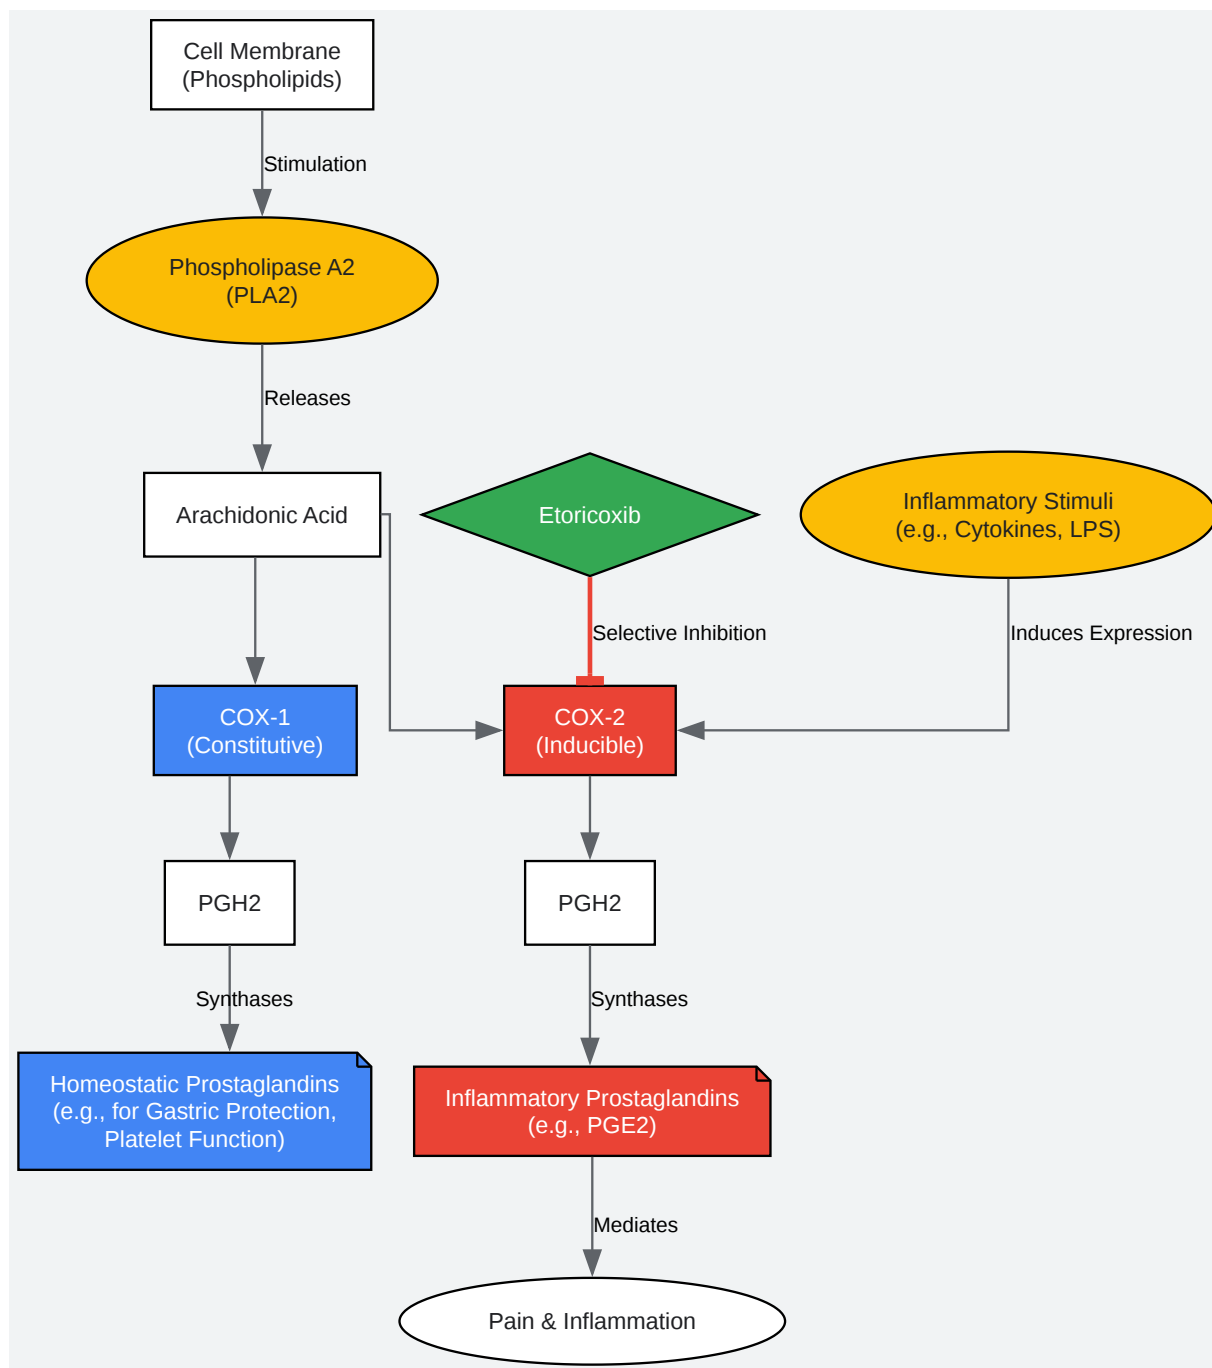 Cell Membrane
(Phospholipids)
Stimulation
Phospholipase A2
(PLA2)
Releases
Arachidonic Acid
Etoricoxib
Inflammatory Stimuli
(e.g., Cytokines, LPS)
Selective Inhibition
Induces Expression
COX-1
(Constitutive)
COX-2
(Inducible)
PGH2
PGH2
Synthases
Synthases
Homeostatic Prostaglandins
(e.g., for Gastric Protection,
Platelet Function)
Inflammatory Prostaglandins
(e.g., PGE2)
Mediates
Pain & Inflammation